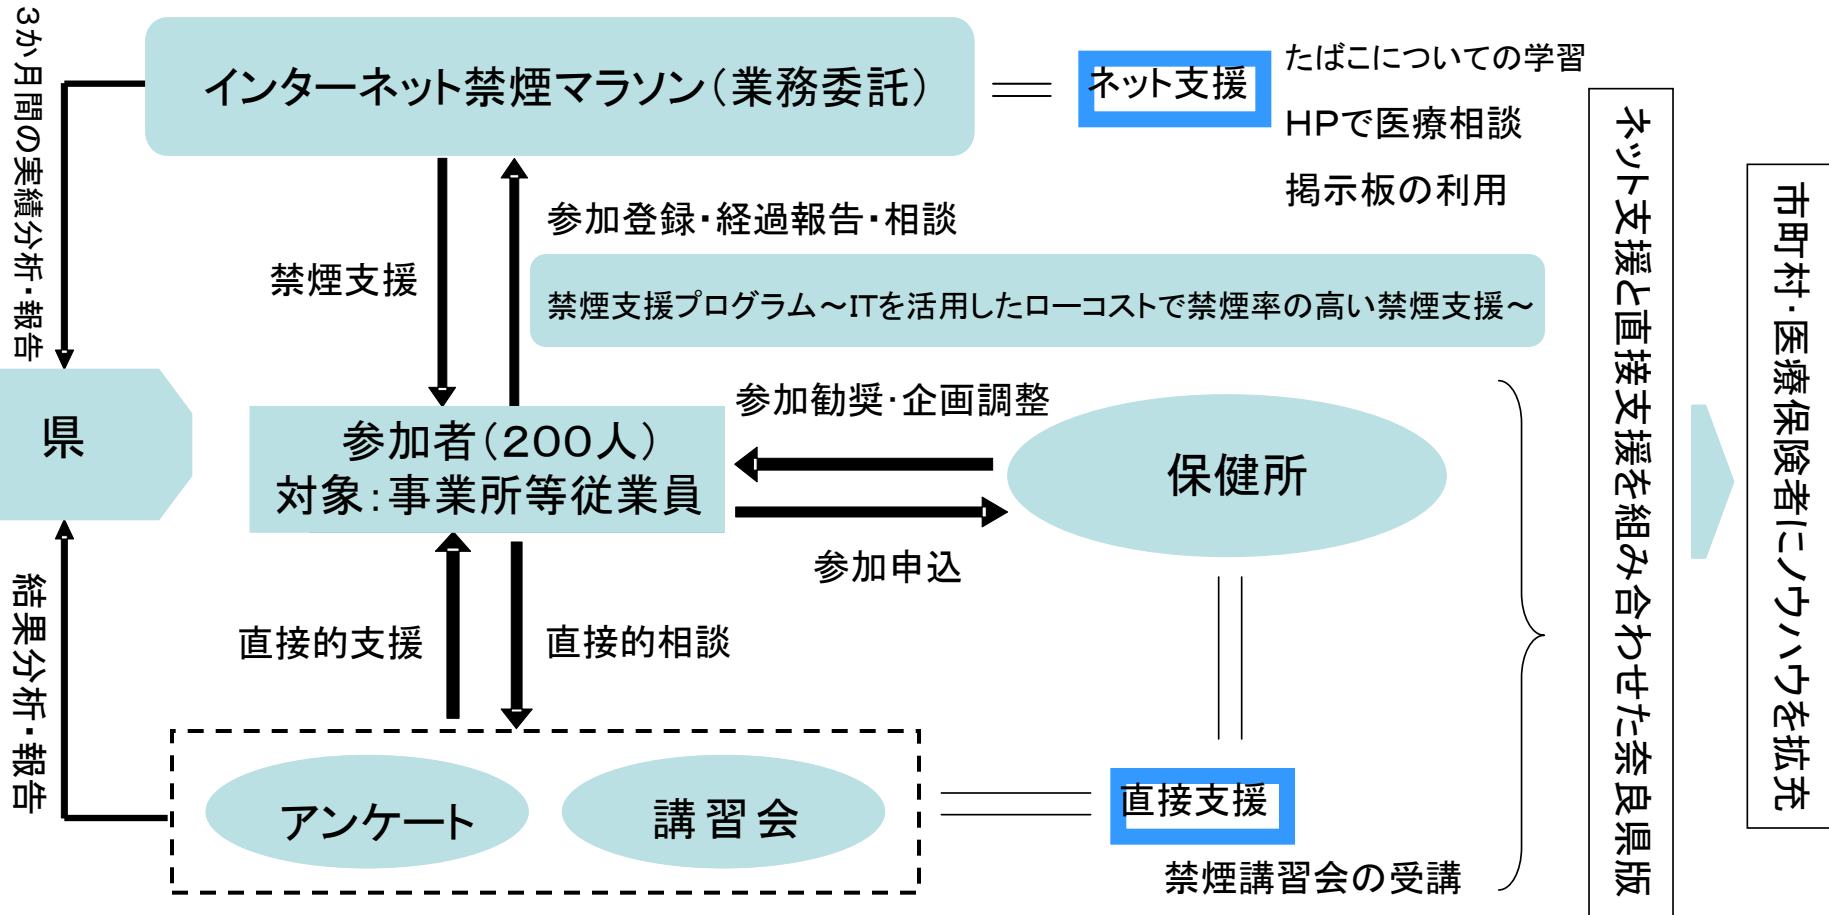 3か月間の実績分析・報告
インターネット禁煙マラソン(業務委託)
ネット支援
たばこについての学習
HPで医療相談
掲示板の利用
参加登録・経過報告・相談
禁煙支援
禁煙支援プログラム～ITを活用したローコストで禁煙率の高い禁煙支援～
県
参加者(200人)
対象:事業所等従業員
参加勧奨・企画調整
保健所
参加申込
直接的支援
直接的相談
結果分析・報告
アンケート
講習会
直接支援
禁煙講習会の受講
ネット支援と直接支援を組み合わせた奈良県版
市町村・医療保険者にノウハウを拡充